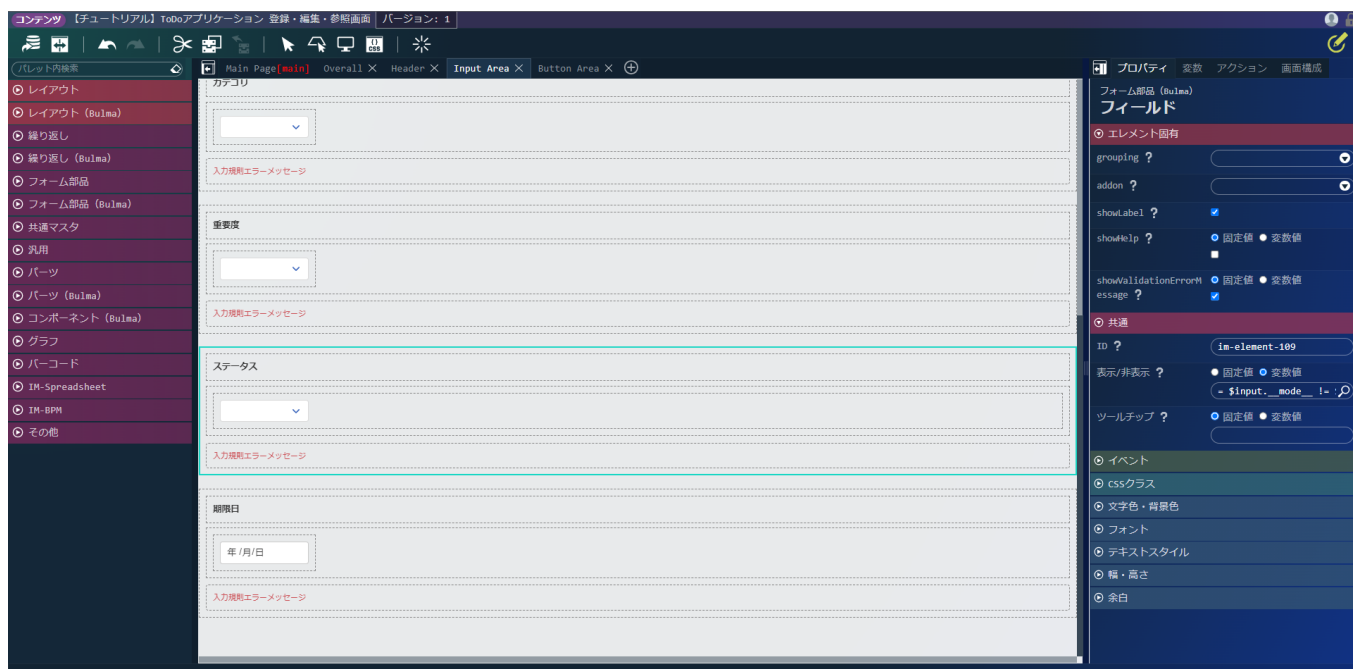 コンテンツ 【チュートリアル】ToDoアプリケーション 登録・編集・参照画面 バージョン: 1
パレット内検索
Main Page[main] Overall Header Input Area Button Area
プロパティ 変数 アクション 画面構成
レイアウト
レイアウト (Bulma)
繰り返し
繰り返し (Bulma)
フォーム部品
フォーム部品 (Bulma)
共通マスタ
汎用
パーツ
パーツ (Bulma)
コンポーネント (Bulma)
グラフ
バーコード
IM-Spreadsheet
IM-BPM
その他
カテゴリ
入力規則エラーメッセージ
重要度
入力規則エラーメッセージ
ステータス
入力規則エラーメッセージ
期限日
年 /月/日
入力規則エラーメッセージ
フォーム部品 (Bulma)
フィールド
エレメント固有
grouping ?
addon ?
showLabel ?
showHelp ? 固定値 変数値
showValidationErrorM 固定値 変数値
essage ?
共通
ID ? im-element-109
表示/非表示 ? 固定値 変数値
= $input.__mode__ !=
ツールチップ ? 固定値 変数値
イベント
CSSクラス
文字色・背景色
フォント
テキストスタイル
幅・高さ
余白